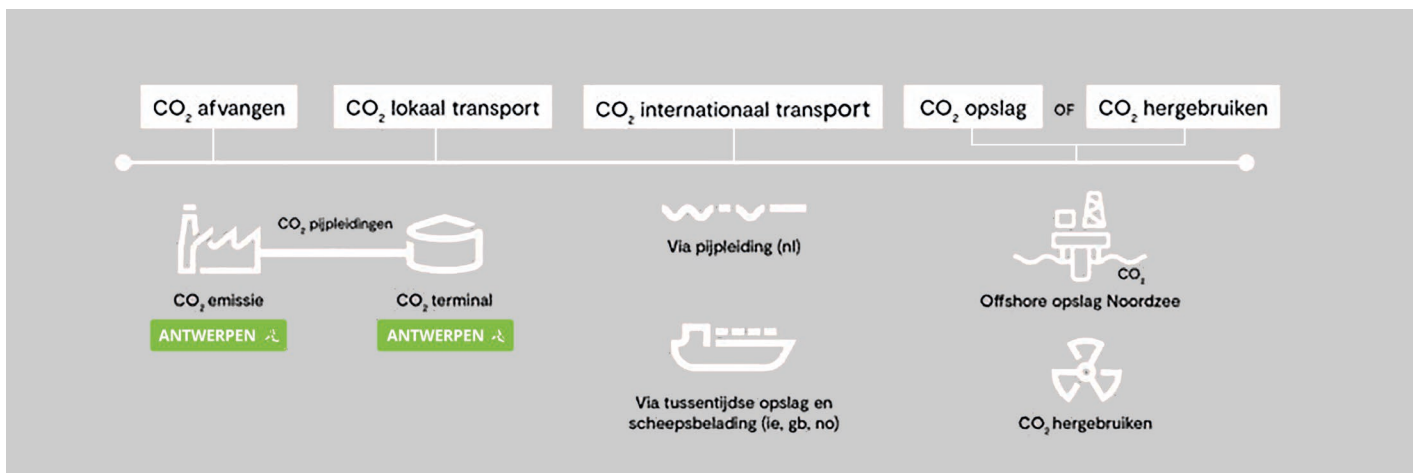 CO₂ afvangen
CO₂ lokaal transport
CO₂ internationaal transport
CO₂ opslag
OF
CO₂ hergebruiken
CO₂ pijpleidingen
CO₂ emissie
ANTWERPEN
CO₂ terminal
ANTWERPEN
Via pijpleiding (nl)
Via tussentijdse opslag en
scheepsbelading (ie, gb, no)
CO₂
Offshore opslag Noordzee
CO₂ hergebruiken